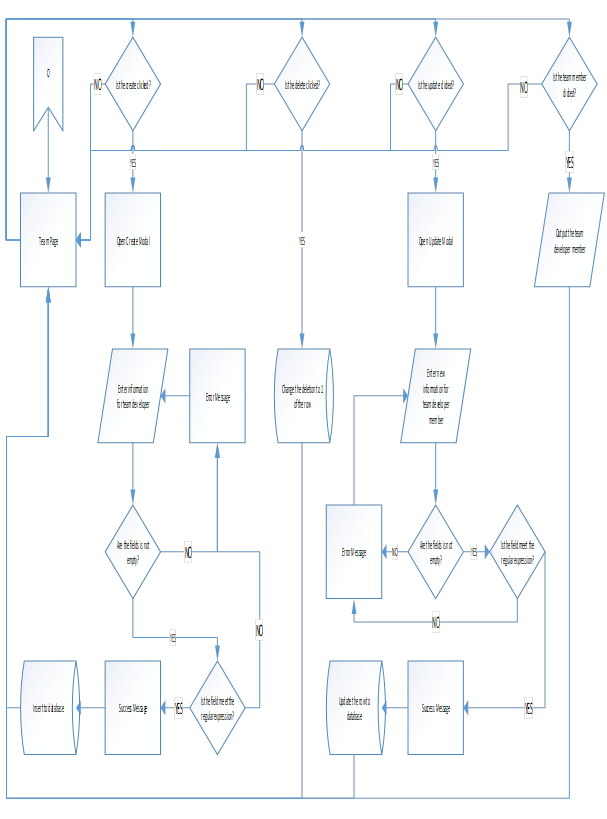 O
Is the create clicked?
Is the delete clicked?
Is the update clicked?
Is the team member
clicked?
NO
NO
NO
NO
YES
YES
YES
YES
Team Page
Open Create Modal
Open Update Modal
Output the team
developer member
Enter information
for team developer
Error Message
Change the deletion to 1
of the row
Enter new
information for
team developer
member
Are the fields is not
empty?
NO
Error Message
NO
Are the fields is not
empty?
YES
Is the field meet the
regular expression?
YES
NO
NO
Insert to database
Success Message
YES
Is the field meet the
regular expression?
Update the row to
database
Success Message
YES